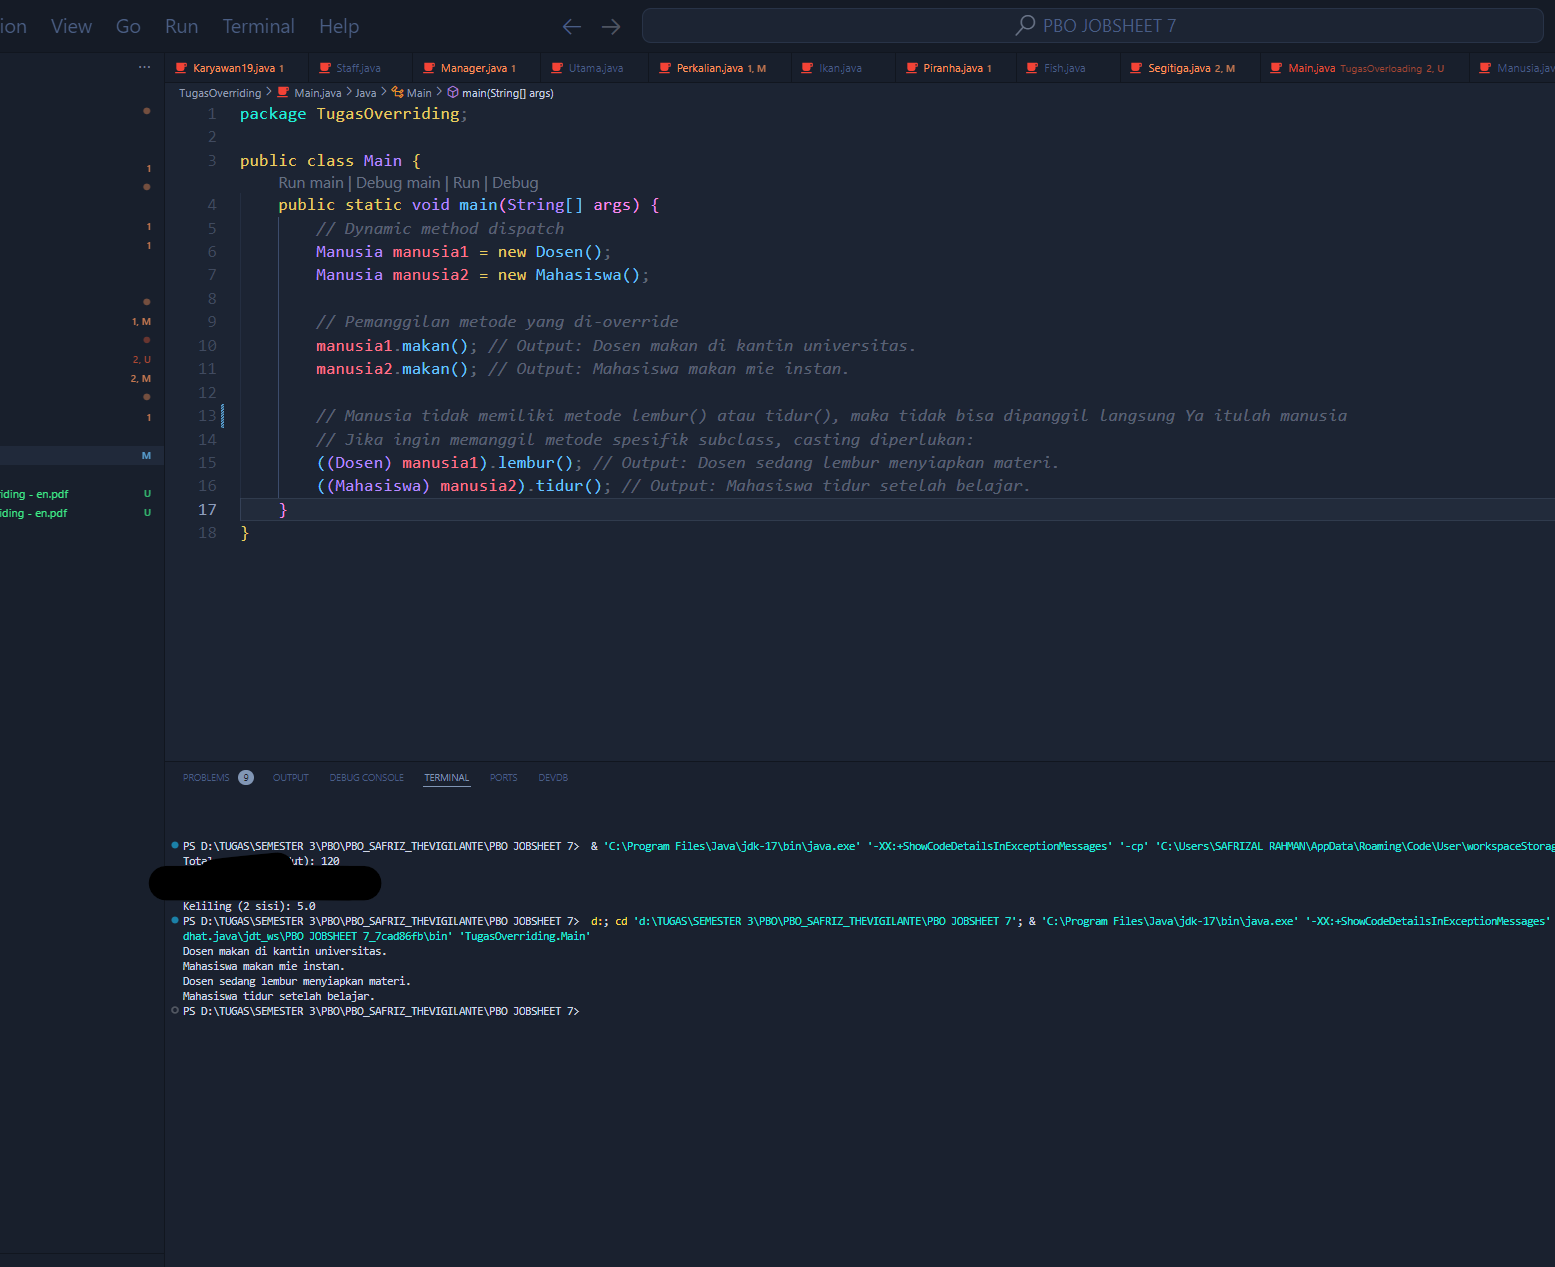 ion View Go Run Terminal Help PBO JOBSHEET 7
Karyawan19.java 1 Staff.java Manager.java 1 Utama.java Perkalian.java 1, M Ikan.java Piranha.java 1 Fish.java Segitiga.java 2, M Main.java TugasOverloading 2, U Manusia.jav
TugasOverriding > Main.java > Java > Main > main(String[] args)
1 package TugasOverriding;
2
3 public class Main {
Run main | Debug main | Run | Debug
4 public static void main(String[] args) {
5 // Dynamic method dispatch
6 Manusia manusia1 = new Dosen();
7 Manusia manusia2 = new Mahasiswa();
8
9 // Pemanggilan metode yang di-override
10 manusia1.makan(); // Output: Dosen makan di kantin universitas.
11 manusia2.makan(); // Output: Mahasiswa makan mie instan.
12
13 // Manusia tidak memiliki metode lembur() atau tidur(), maka tidak bisa dipanggil langsung Ya itulah manusia
14 // Jika ingin memanggil metode spesifik subclass, casting diperlukan:
15 ((Dosen) manusia1).lembur(); // Output: Dosen sedang lembur menyiapkan materi.
16 ((Mahasiswa) manusia2).tidur(); // Output: Mahasiswa tidur setelah belajar.
17 }
18 }
1
1
1
1, M
2, U
2, M
1
M
iding - en.pdf U
iding - en.pdf U
PROBLEMS 9 OUTPUT DEBUG CONSOLE TERMINAL PORTS DEVDB
PS D:\TUGAS\SEMESTER 3\PBO\PBO_SAFRIZ_THEVIGILANTE\PBO JOBSHEET 7> & 'C:\Program Files\Java\jdk-17\bin\java.exe' '-XX:+ShowCodeDetailsInExceptionMessages' '-cp' 'C:\Users\SAFRIZAL RAHMAN\AppData\Roaming\Code\User\workspaceStorag
Total ut): 120
Keliling (2 sisi): 5.0
PS D:\TUGAS\SEMESTER 3\PBO\PBO_SAFRIZ_THEVIGILANTE\PBO JOBSHEET 7> d:; cd 'd:\TUGAS\SEMESTER 3\PBO\PBO_SAFRIZ_THEVIGILANTE\PBO JOBSHEET 7'; & 'C:\Program Files\Java\jdk-17\bin\java.exe' '-XX:+ShowCodeDetailsInExceptionMessages'
dhat.java\jdt_ws\PBO JOBSHEET 7_7cad86fb\bin' 'TugasOverriding.Main'
Dosen makan di kantin universitas.
Mahasiswa makan mie instan.
Dosen sedang lembur menyiapkan materi.
Mahasiswa tidur setelah belajar.
PS D:\TUGAS\SEMESTER 3\PBO\PBO_SAFRIZ_THEVIGILANTE\PBO JOBSHEET 7>